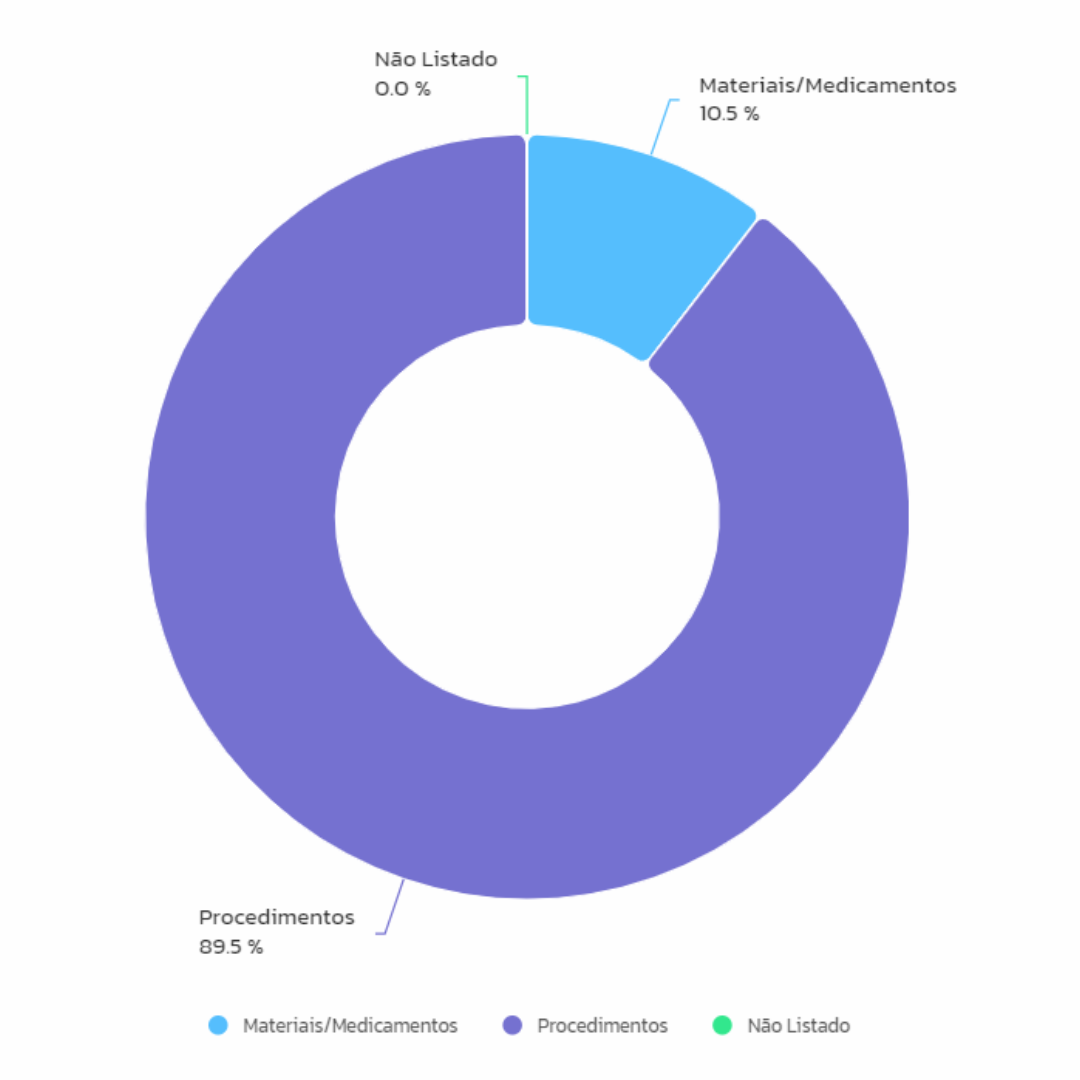 Não Listado
0.0 %
Materiais/Medicamentos
10.5 %
Procedimentos
89.5 %
Materiais/Medicamentos
Procedimentos
Não Listado